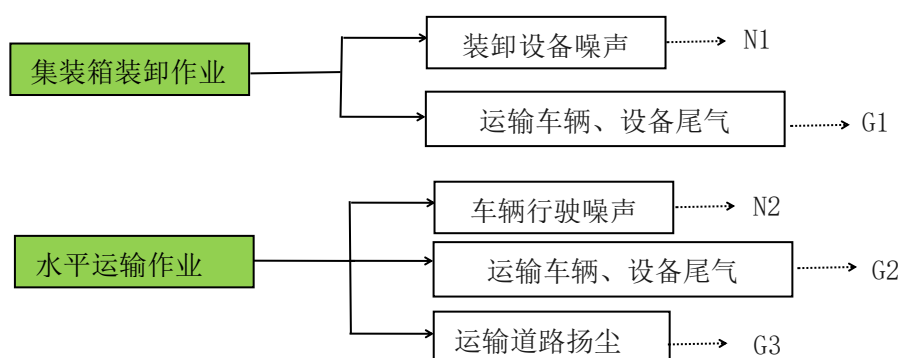 装卸设备噪声 N1
集装箱装卸作业
运输车辆、设备尾气 G1
车辆行驶噪声 N2
水平运输作业
运输车辆、设备尾气 G2
运输道路扬尘 G3